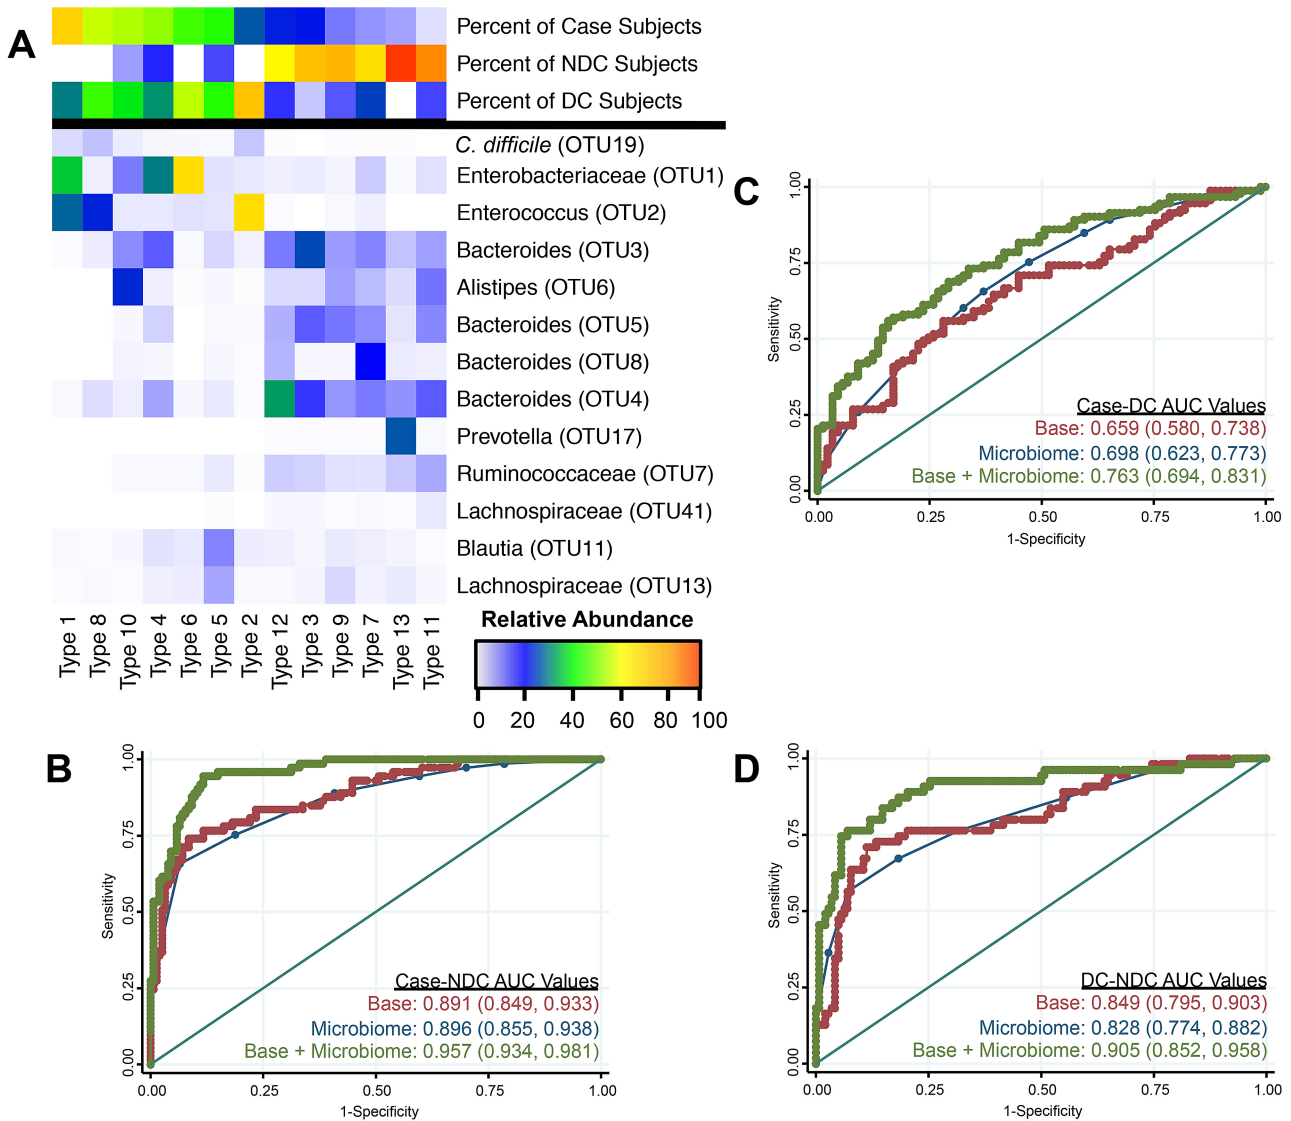 A
Percent of Case Subjects
Percent of NDC Subjects
Percent of DC Subjects
C. difficile (OTU19)
Enterobacteriaceae (OTU1)
Enterococcus (OTU2)
Bacteroides (OTU3)
Alistipes (OTU6)
Bacteroides (OTU5)
Bacteroides (OTU8)
Bacteroides (OTU4)
Prevotella (OTU17)
Ruminococcaceae (OTU7)
Lachnospiraceae (OTU41)
Blautia (OTU11)
Lachnospiraceae (OTU13)
Type 1 Type 8 Type 10 Type 4 Type 6 Type 5 Type 2 Type 12 Type 3 Type 9 Type 7 Type 13 Type 11
Relative Abundance
0 20 40 60 80 100
B
Sensitivity
1.00
0.75
0.50
0.25
0.00
Case-NDC AUC Values
Base: 0.891 (0.849, 0.933)
Microbiome: 0.896 (0.855, 0.938)
Base + Microbiome: 0.957 (0.934, 0.981)
0.00 0.25 0.50 0.75 1.00
1-Specificity
C
Sensitivity
1.00
0.75
0.50
0.25
0.00
Case-DC AUC Values
Base: 0.659 (0.580, 0.738)
Microbiome: 0.698 (0.623, 0.773)
Base + Microbiome: 0.763 (0.694, 0.831)
0.00 0.25 0.50 0.75 1.00
1-Specificity
D
Sensitivity
1.00
0.75
0.50
0.25
0.00
DC-NDC AUC Values
Base: 0.849 (0.795, 0.903)
Microbiome: 0.828 (0.774, 0.882)
Base + Microbiome: 0.905 (0.852, 0.958)
0.00 0.25 0.50 0.75 1.00
1-Specificity